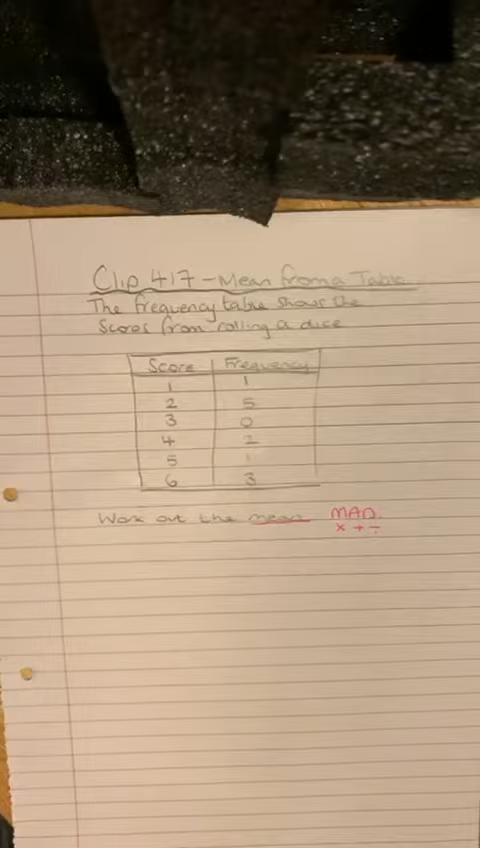 Clip 417 - Mean from a Table
The frequency table shows the
scores from rolling a dice
Score Frequency
1 1
2 5
3 0
4 2
5 1
6 3
Work out the mean MAD
× + ÷